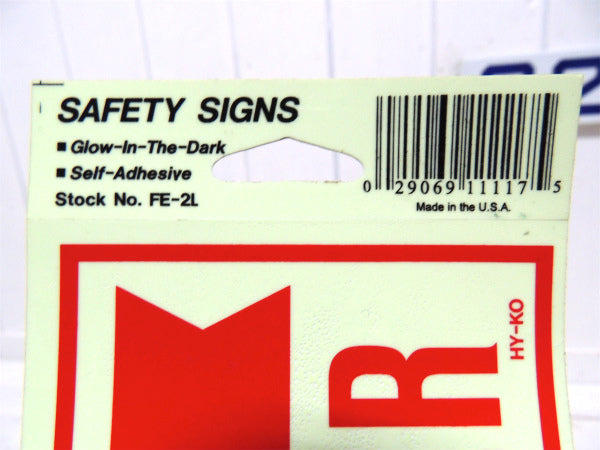 SAFETY SIGNS
■ Glow-In-The-Dark
■ Self-Adhesive
Stock No. FE-2L
0 29069 11117 5
Made in the U.S.A.
R
HY-KO